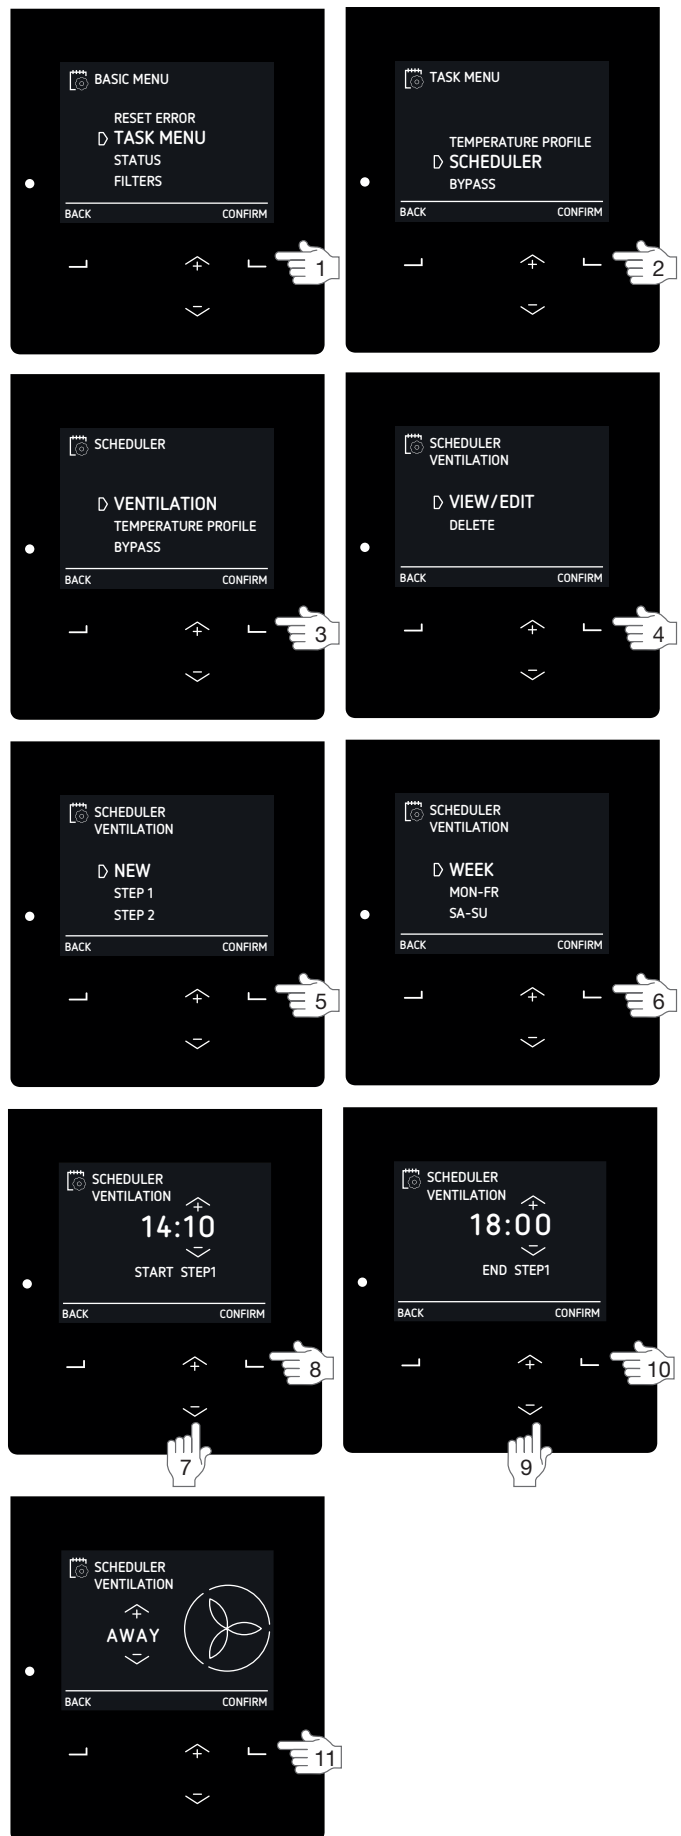 BASIC MENU
RESET ERROR
TASK MENU
STATUS
FILTERS
BACK CONFIRM
1
TASK MENU
TEMPERATURE PROFILE
SCHEDULER
BYPASS
BACK CONFIRM
2
SCHEDULER
VENTILATION
TEMPERATURE PROFILE
BYPASS
BACK CONFIRM
3
SCHEDULER
VENTILATION
VIEW/EDIT
DELETE
BACK CONFIRM
4
SCHEDULER
VENTILATION
NEW
STEP 1
STEP 2
BACK CONFIRM
5
SCHEDULER
VENTILATION
WEEK
MON-FR
SA-SU
BACK CONFIRM
6
SCHEDULER
VENTILATION
14:10
START STEP1
BACK CONFIRM
8
7
SCHEDULER
VENTILATION
18:00
END STEP1
BACK CONFIRM
10
9
SCHEDULER
VENTILATION
AWAY
BACK CONFIRM
11